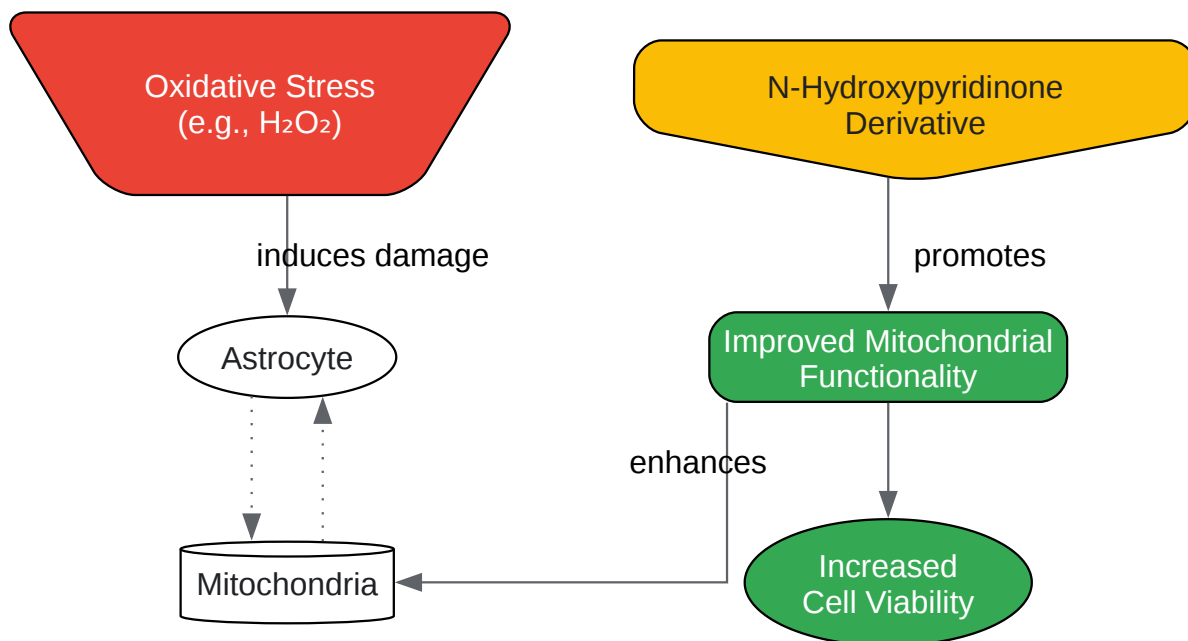 Oxidative Stress
(e.g., H₂O₂)
N-Hydroxypyridinone
Derivative
induces damage
promotes
Astrocyte
Improved Mitochondrial
Functionality
enhances
Mitochondria
Increased
Cell Viability